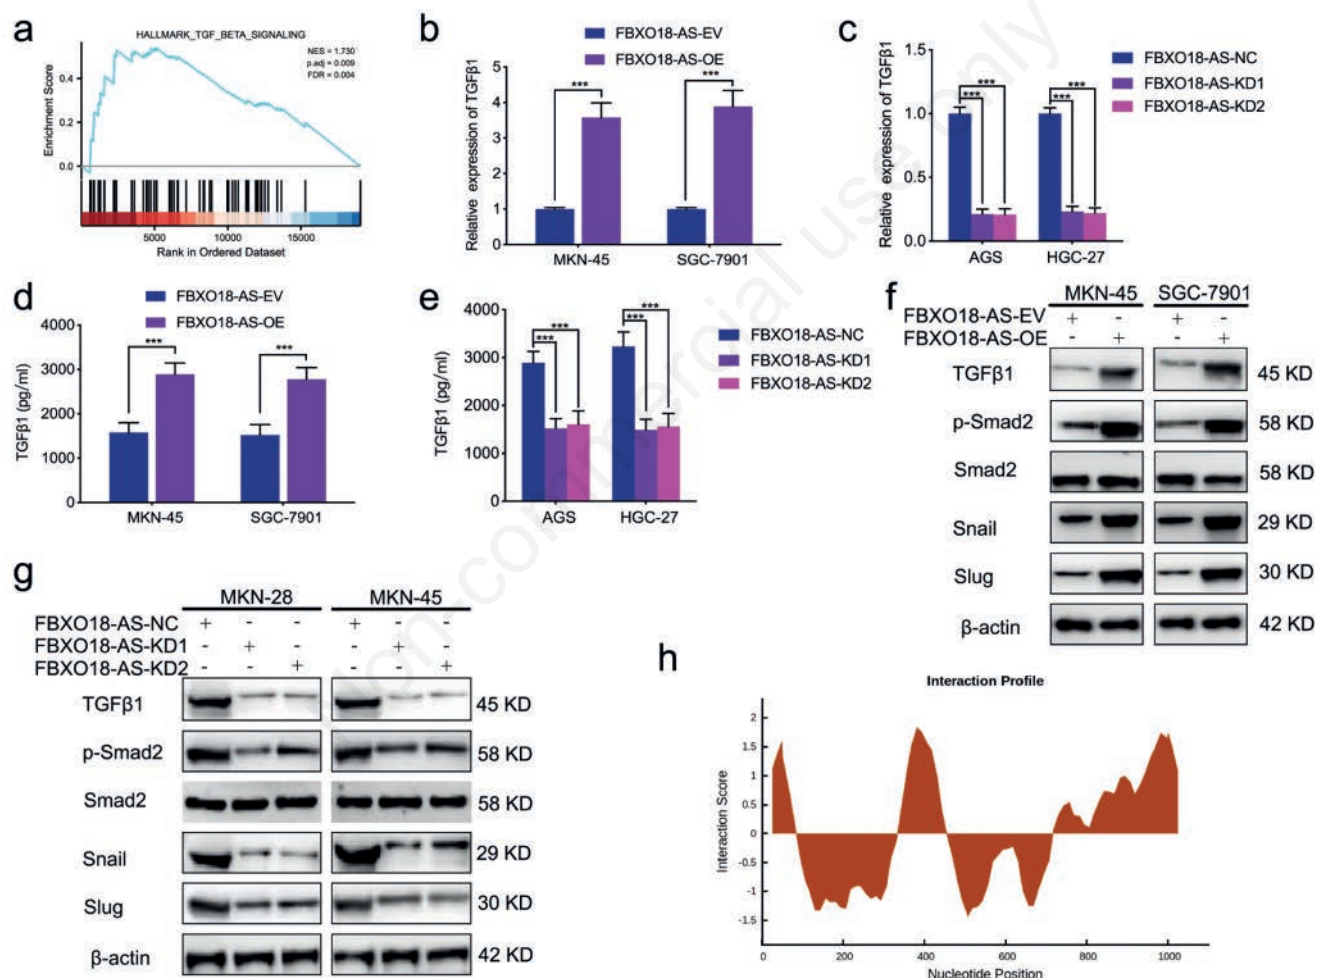 a
HALLMARK_TGF_BETA_SIGNALING
NES = 1.730
p.adj = 0.009
FDR = 0.004
Enrichment Score
0.4
0.2
0.0
5000 10000 15000
Rank in Ordered Dataset
b
FBXO18-AS-EV
FBXO18-AS-OE
Relative expression of TGFβ1
5
4
3
2
1
0
*** ***
MKN-45 SGC-7901
c
FBXO18-AS-NC
FBXO18-AS-KD1
FBXO18-AS-KD2
Relative expression of TGFβ1
1.5
1.0
0.5
0.0
*** ***
*** ***
AGS HGC-27
d
FBXO18-AS-EV
FBXO18-AS-OE
TGFβ1 (pg/ml)
4000
3000
2000
1000
0
*** ***
MKN-45 SGC-7901
e
FBXO18-AS-NC
FBXO18-AS-KD1
FBXO18-AS-KD2
TGFβ1 (pg/ml)
4000
3000
2000
1000
0
*** ***
*** ***
AGS HGC-27
f
MKN-45 SGC-7901
FBXO18-AS-EV + - + -
FBXO18-AS-OE - + - +
TGFβ1 45 KD
p-Smad2 58 KD
Smad2 58 KD
Snail 29 KD
Slug 30 KD
β-actin 42 KD
g
MKN-28 MKN-45
FBXO18-AS-NC + - - + - -
FBXO18-AS-KD1 - + - - + -
FBXO18-AS-KD2 - - + - - +
TGFβ1 45 KD
p-Smad2 58 KD
Smad2 58 KD
Snail 29 KD
Slug 30 KD
β-actin 42 KD
h
Interaction Profile
Interaction Score
2
1.5
1
0.5
0
-0.5
-1
-1.5
0 200 400 600 800 1000
Nucleotide Position
Non-commercial use only